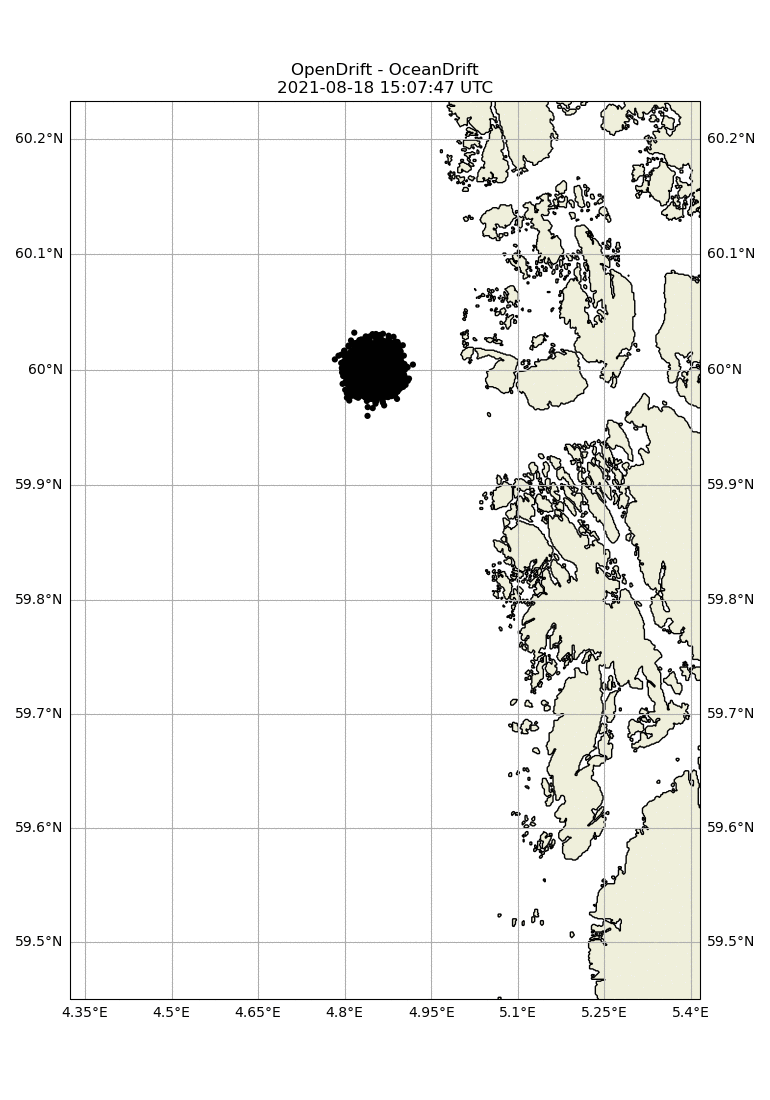 OpenDrift - OceanDrift
2021-08-18 15:07:47 UTC
60.2°N 60.2°N
60.1°N 60.1°N
60°N 60°N
59.9°N 59.9°N
59.8°N 59.8°N
59.7°N 59.7°N
59.6°N 59.6°N
59.5°N 59.5°N
4.35°E 4.5°E 4.65°E 4.8°E 4.95°E 5.1°E 5.25°E 5.4°E